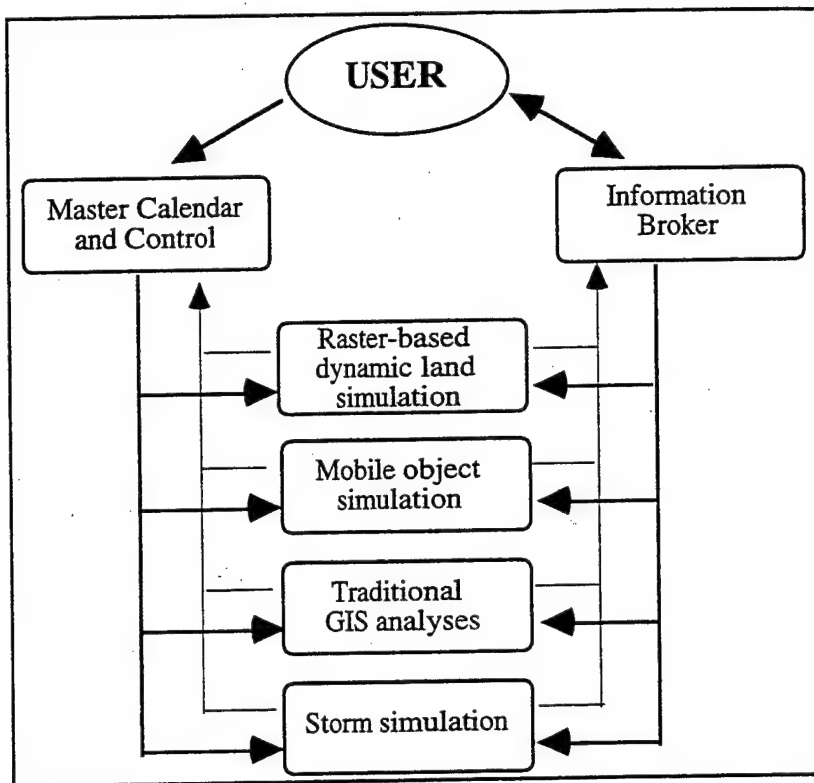 USER
Master Calendar
and Control
Information
Broker
Raster-based
dynamic land
simulation
Mobile object
simulation
Traditional
GIS analyses
Storm simulation